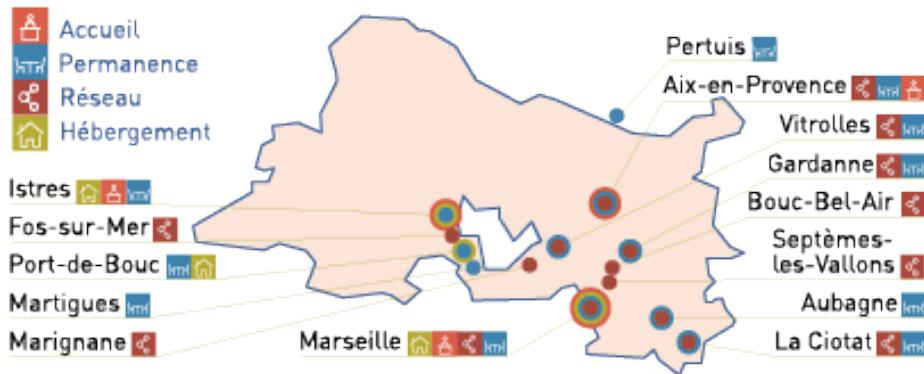 Accueil
Permanence
Réseau
Hébergement
Istres
Fos-sur-Mer
Port-de-Bouc
Martigues
Marignane
Marseille
Pertuis
Aix-en-Provence
Vitrolles
Gardanne
Bouc-Bel-Air
Septèmes-
les-Vallons
Aubagne
La Ciotat